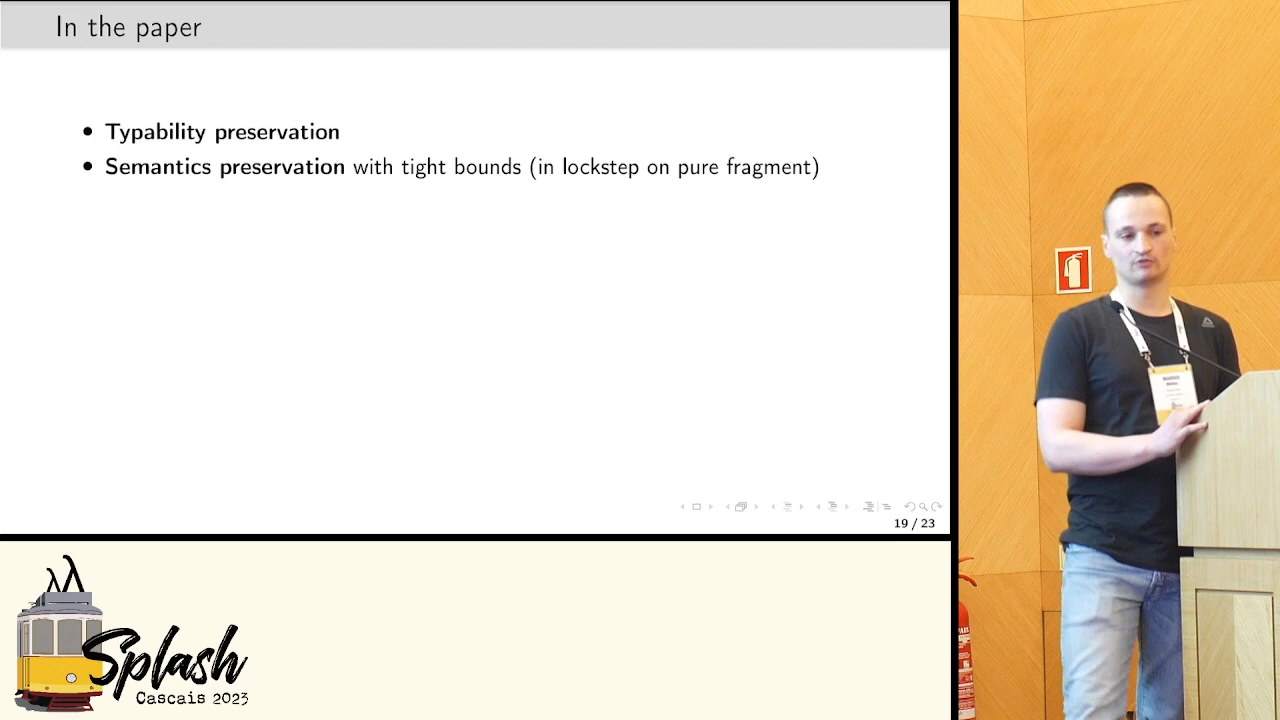 In the paper
• Typability preservation
• Semantics preservation with tight bounds (in lockstep on pure fragment)
19 / 23
Splash
Cascais 2023